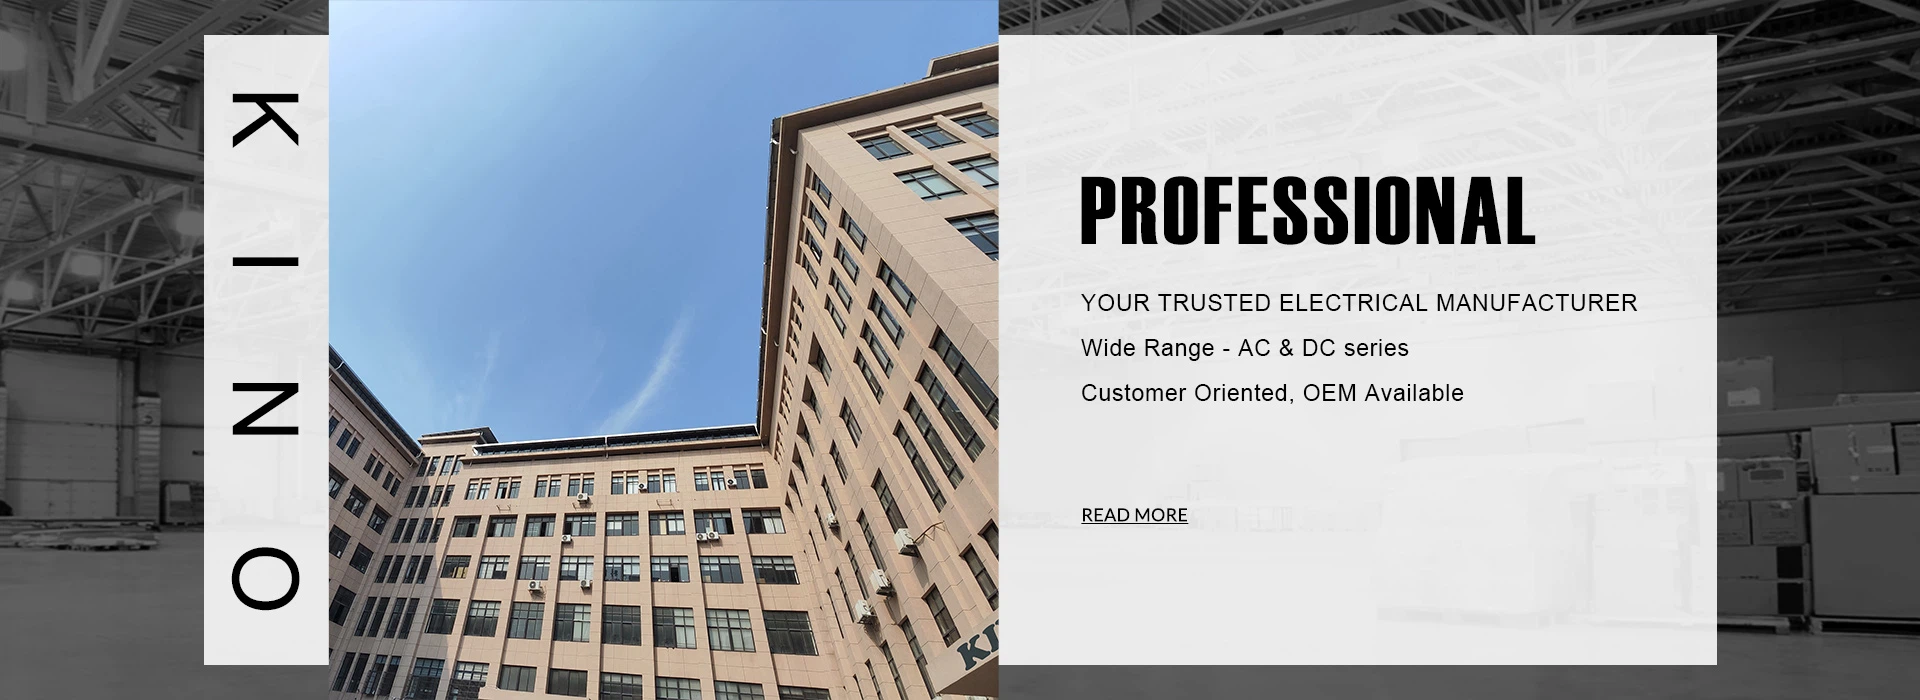 KINO
PROFESSIONAL
YOUR TRUSTED ELECTRICAL MANUFACTURER
Wide Range - AC & DC series
Customer Oriented, OEM Available
READ MORE